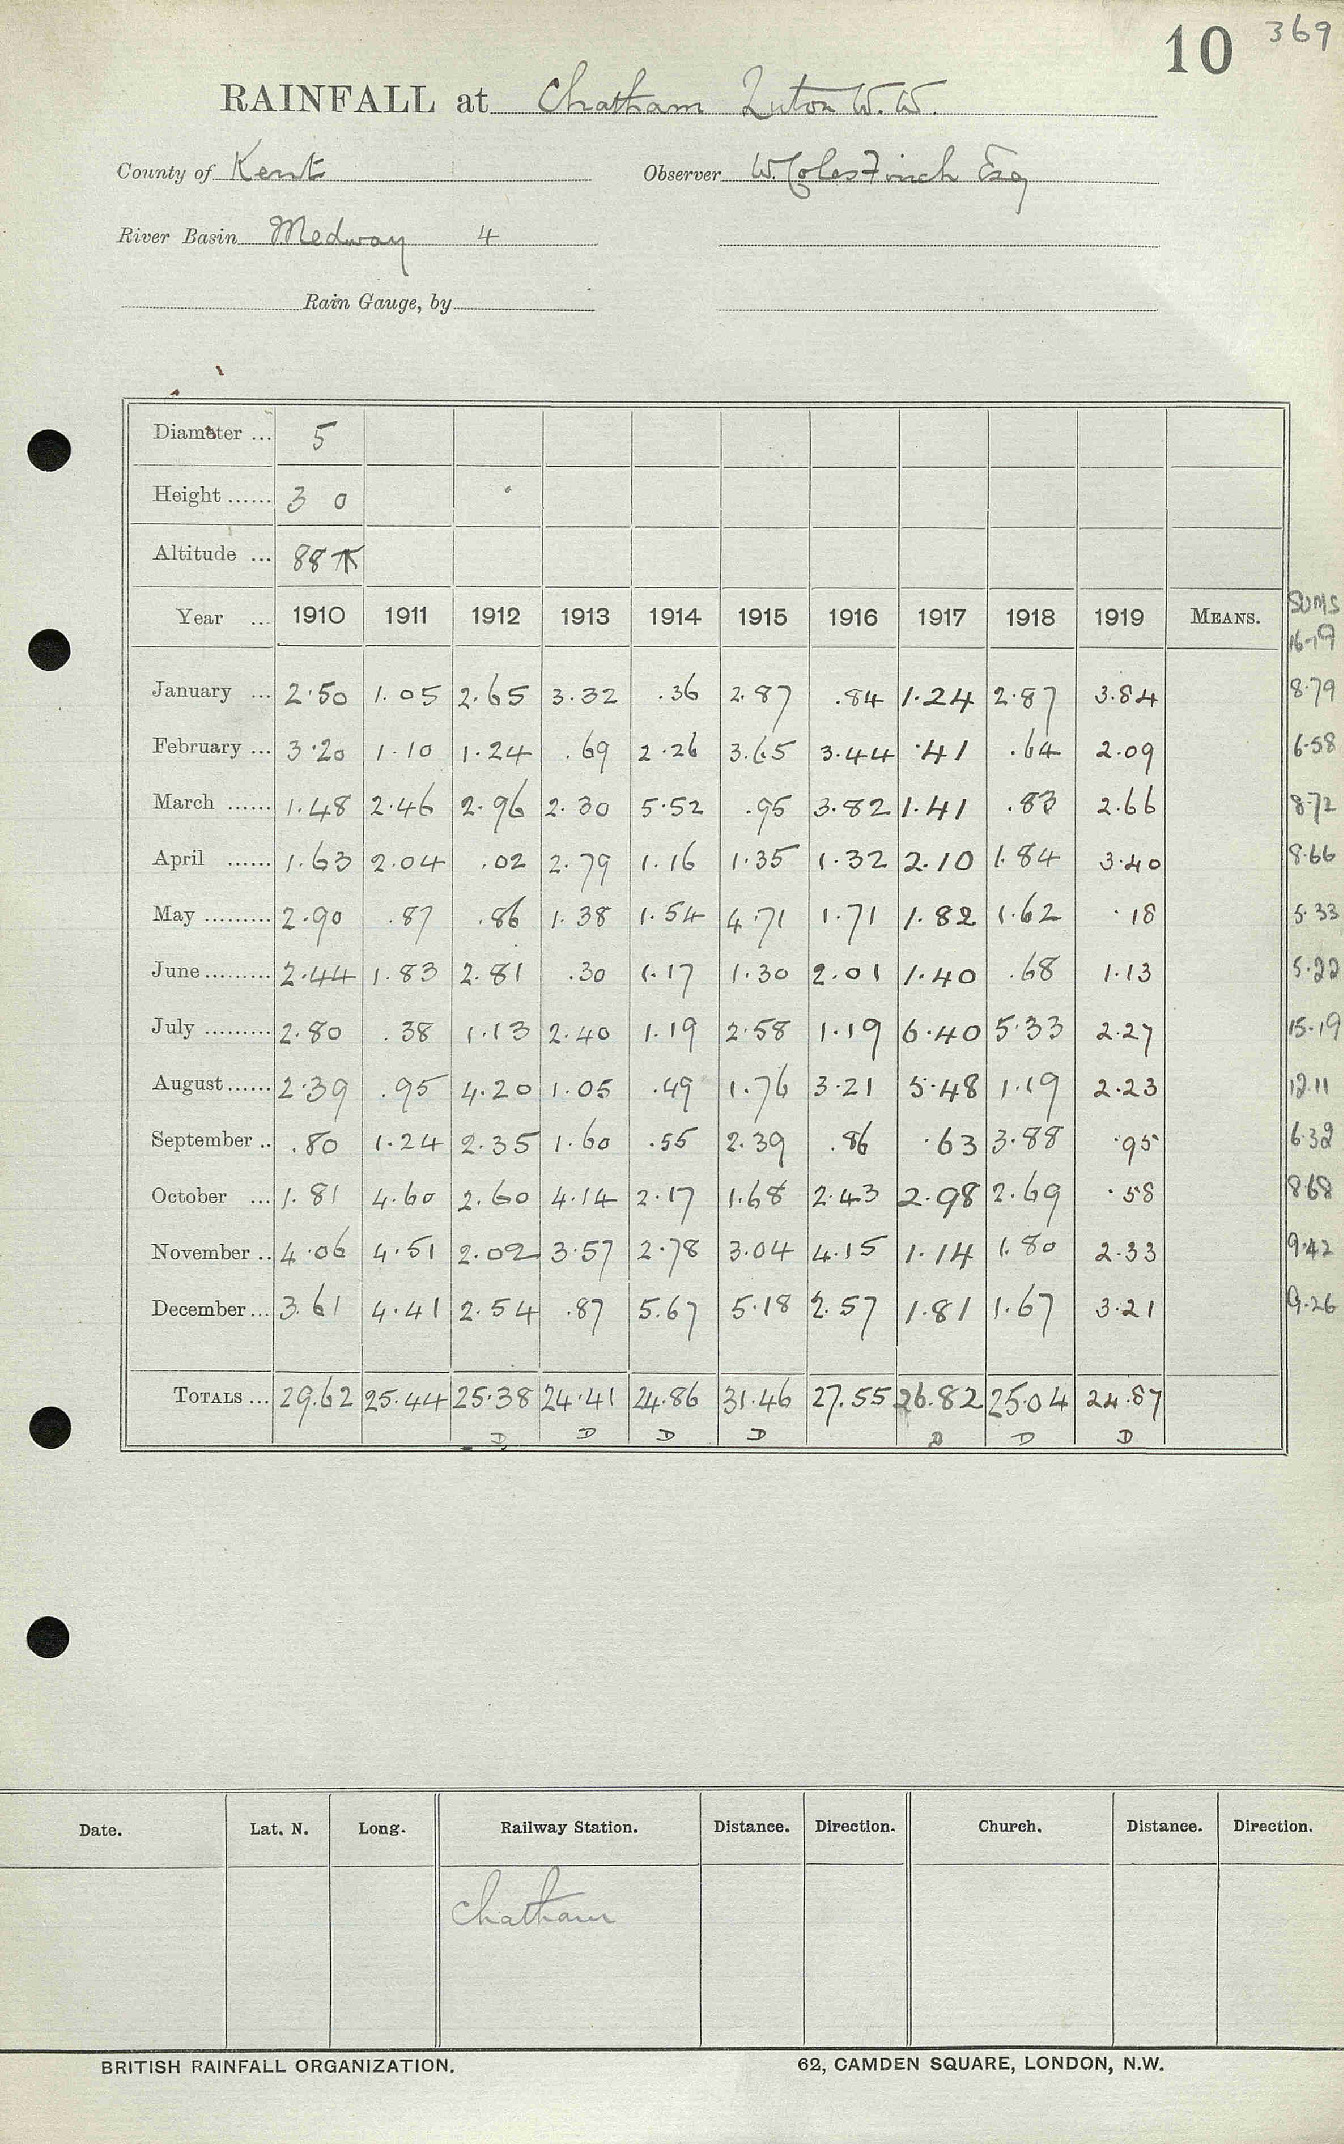 10 369
RAINFALL at Chatham Luton W. W.
County of Kent Observer W. Coles Finch Esq
River Basin Medway 4
Rain Gauge, by
Diameter ... 5
Height ...... 3 0
Altitude ... 88
Year ... 1910 1911 1912 1913 1914 1915 1916 1917 1918 1919 MEANS. SUMS 16-19
January ... 2.50 1.05 2.65 3.32 .36 2.87 .84 1.24 2.87 3.84 8.79
February ... 3.20 1.10 1.24 .69 2.26 3.65 3.44 .41 .64 2.09 6.58
March ...... 1.48 2.46 2.96 2.30 5.52 .95 3.82 1.41 .83 2.66 8.72
April ...... 1.63 2.04 .02 2.79 1.16 1.35 1.32 2.10 1.84 3.40 8.66
May ......... 2.90 .87 .86 1.38 1.54 4.71 1.71 1.82 1.62 .18 5.33
June ......... 2.44 1.83 2.81 .30 1.17 1.30 2.01 1.40 .68 1.13 5.22
July ......... 2.80 .38 1.13 2.40 1.19 2.58 1.19 6.40 5.33 2.27 15.19
August ...... 2.39 .95 4.20 1.05 .49 1.76 3.21 5.48 1.19 2.23 12.11
September .. .80 1.24 2.35 1.60 .55 2.39 .86 .63 3.88 .95 6.32
October ... 1.81 4.60 2.60 4.14 2.17 1.68 2.43 2.98 2.69 .58 8.68
November .. 4.06 4.51 2.02 3.57 2.78 3.04 4.15 1.14 1.80 2.33 9.42
December ... 3.61 4.41 2.54 .87 5.67 5.18 2.57 1.81 1.67 3.21 9.26
TOTALS ... 29.62 25.44 25.38 24.41 24.86 31.46 27.55 26.82 25.04 24.87
D D D D D D D
Date. Lat. N. Long. Railway Station. Distance. Direction. Church. Distance. Direction.
Chatham
BRITISH RAINFALL ORGANIZATION. 62, CAMDEN SQUARE, LONDON, N.W.